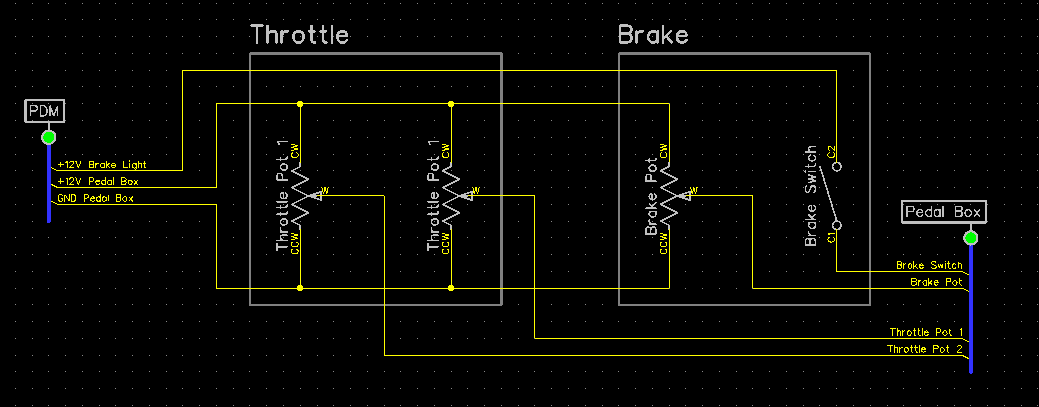 Throttle
Brake
PDM
+12V Brake Light
+12V Pedal Box
GND Pedal Box
Throttle Pot 1
CW
W
CCW
Throttle Pot 1
CW
W
CCW
Brake Pot
CW
W
CCW
Brake Switch
C2
C1
Pedal Box
Brake Switch
Brake Pot
Throttle Pot 1
Throttle Pot 2